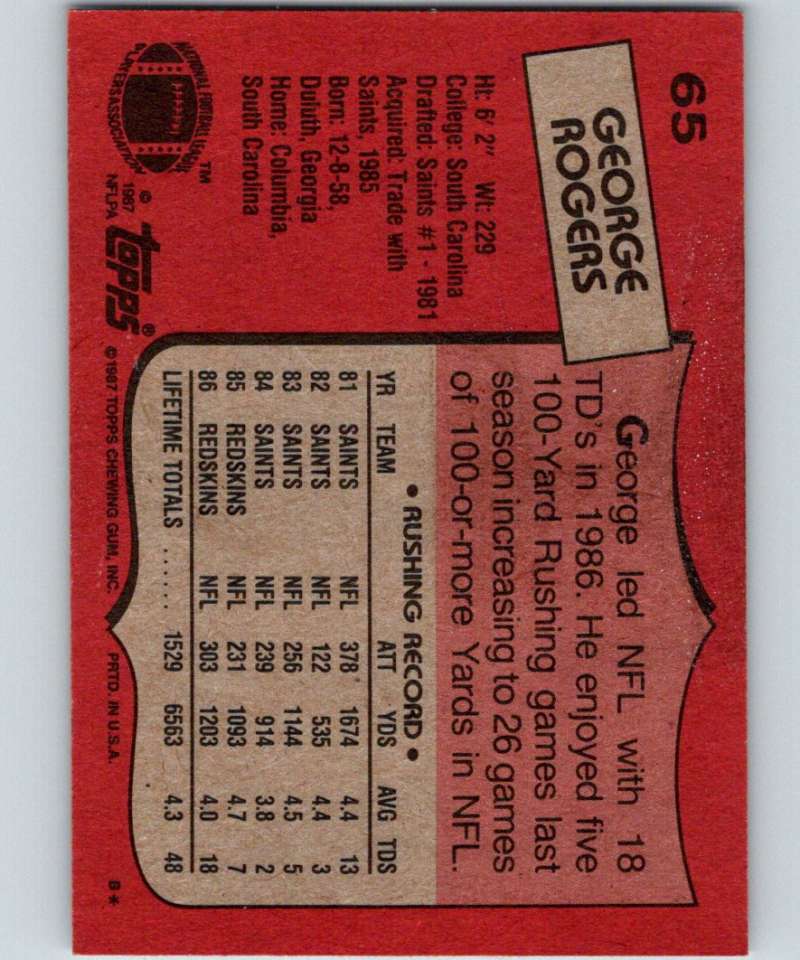 65
GEORGE
ROGERS
Ht: 6' 2" Wt: 229
College: South Carolina
Drafted: Saints #1 - 1981
Acquired: Trade with
Saints, 1985
Born: 12-8-58,
Duluth, Georgia
Home: Columbia,
South Carolina
NATIONAL FOOTBALL LEAGUE
PLAYERS ASSOCIATION
TM
© 1987
NFLPA
topps®
George led NFL with 18
TD's in 1986. He enjoyed five
100-Yard Rushing games last
season increasing to 26 games
of 100-or-more Yards in NFL.
• RUSHING RECORD •
YR TEAM ATT YDS AVG TDS
81 SAINTS NFL 378* 1674 4.4 13
82 SAINTS NFL 122 535 4.4 3
83 SAINTS NFL 256 1144 4.5 5
84 SAINTS NFL 239 914 3.8 2
85 REDSKINS NFL 231 1093 4.7 7
86 REDSKINS NFL 303 1203 4.0 18
LIFETIME TOTALS ...... 1529 6563 4.3 48
© 1987 TOPPS CHEWING GUM, INC. PRTD. IN U.S.A. B*